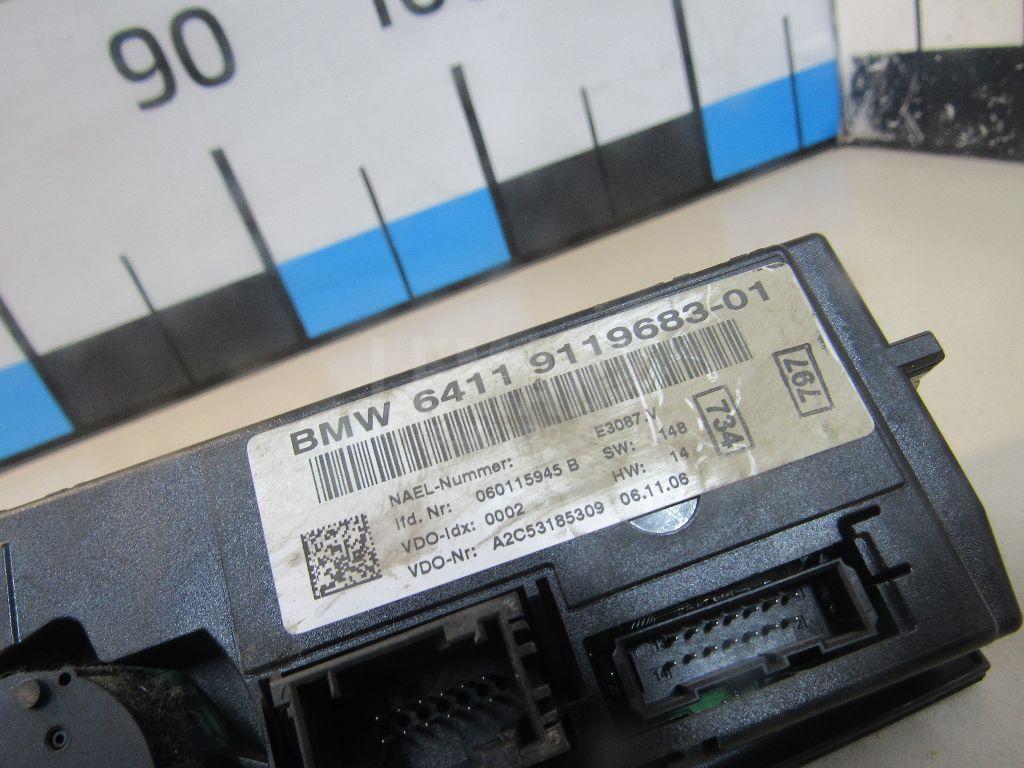 90
BMW 6411 9119683-01
797
734
NAEL-Nummer: E3087.V
lfd. Nr: 060115945 B SW: 148
VDO-Idx: 0002 HW: 14
VDO-Nr: A2C53185309 06.11.06